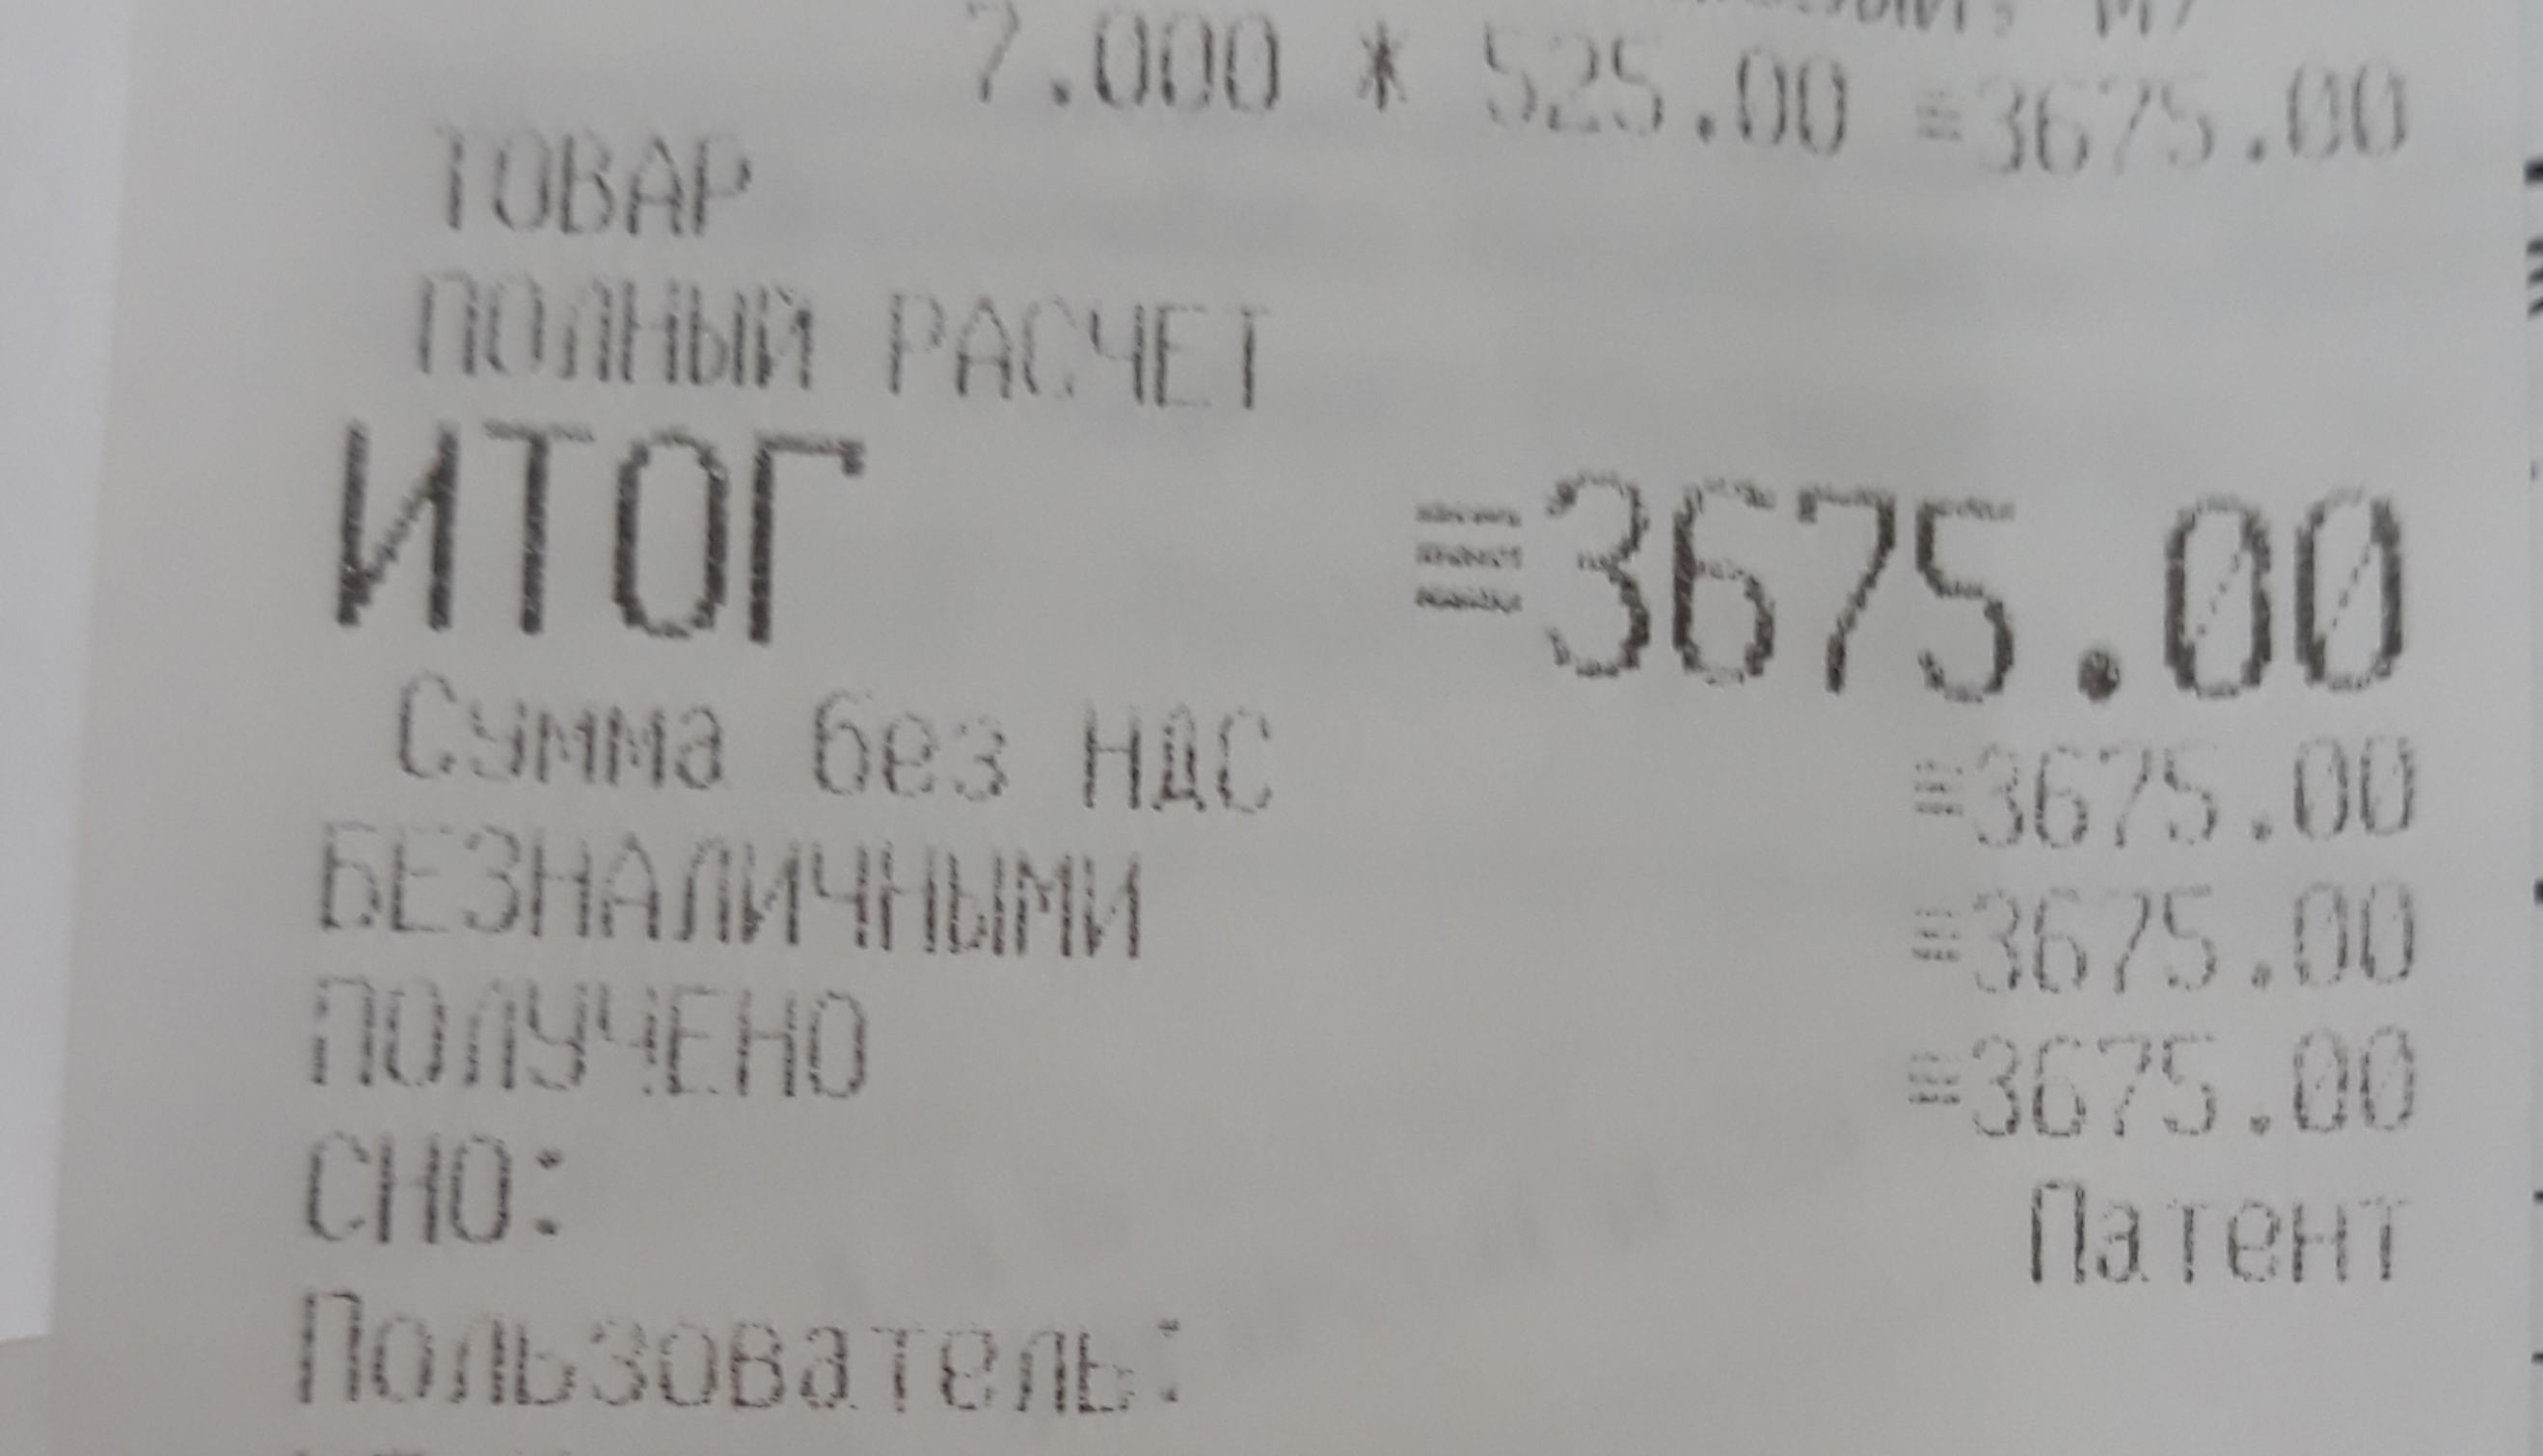 7.000 * 525.00 ≡3675.00
ТОВАР
ПОЛНЫЙ РАСЧЕТ
ИТОГ ≡3675.00
Сумма без НДС ≡3675.00
БЕЗНАЛИЧНЫМИ ≡3675.00
ПОЛУЧЕНО ≡3675.00
СНО: Патент
Пользователь: